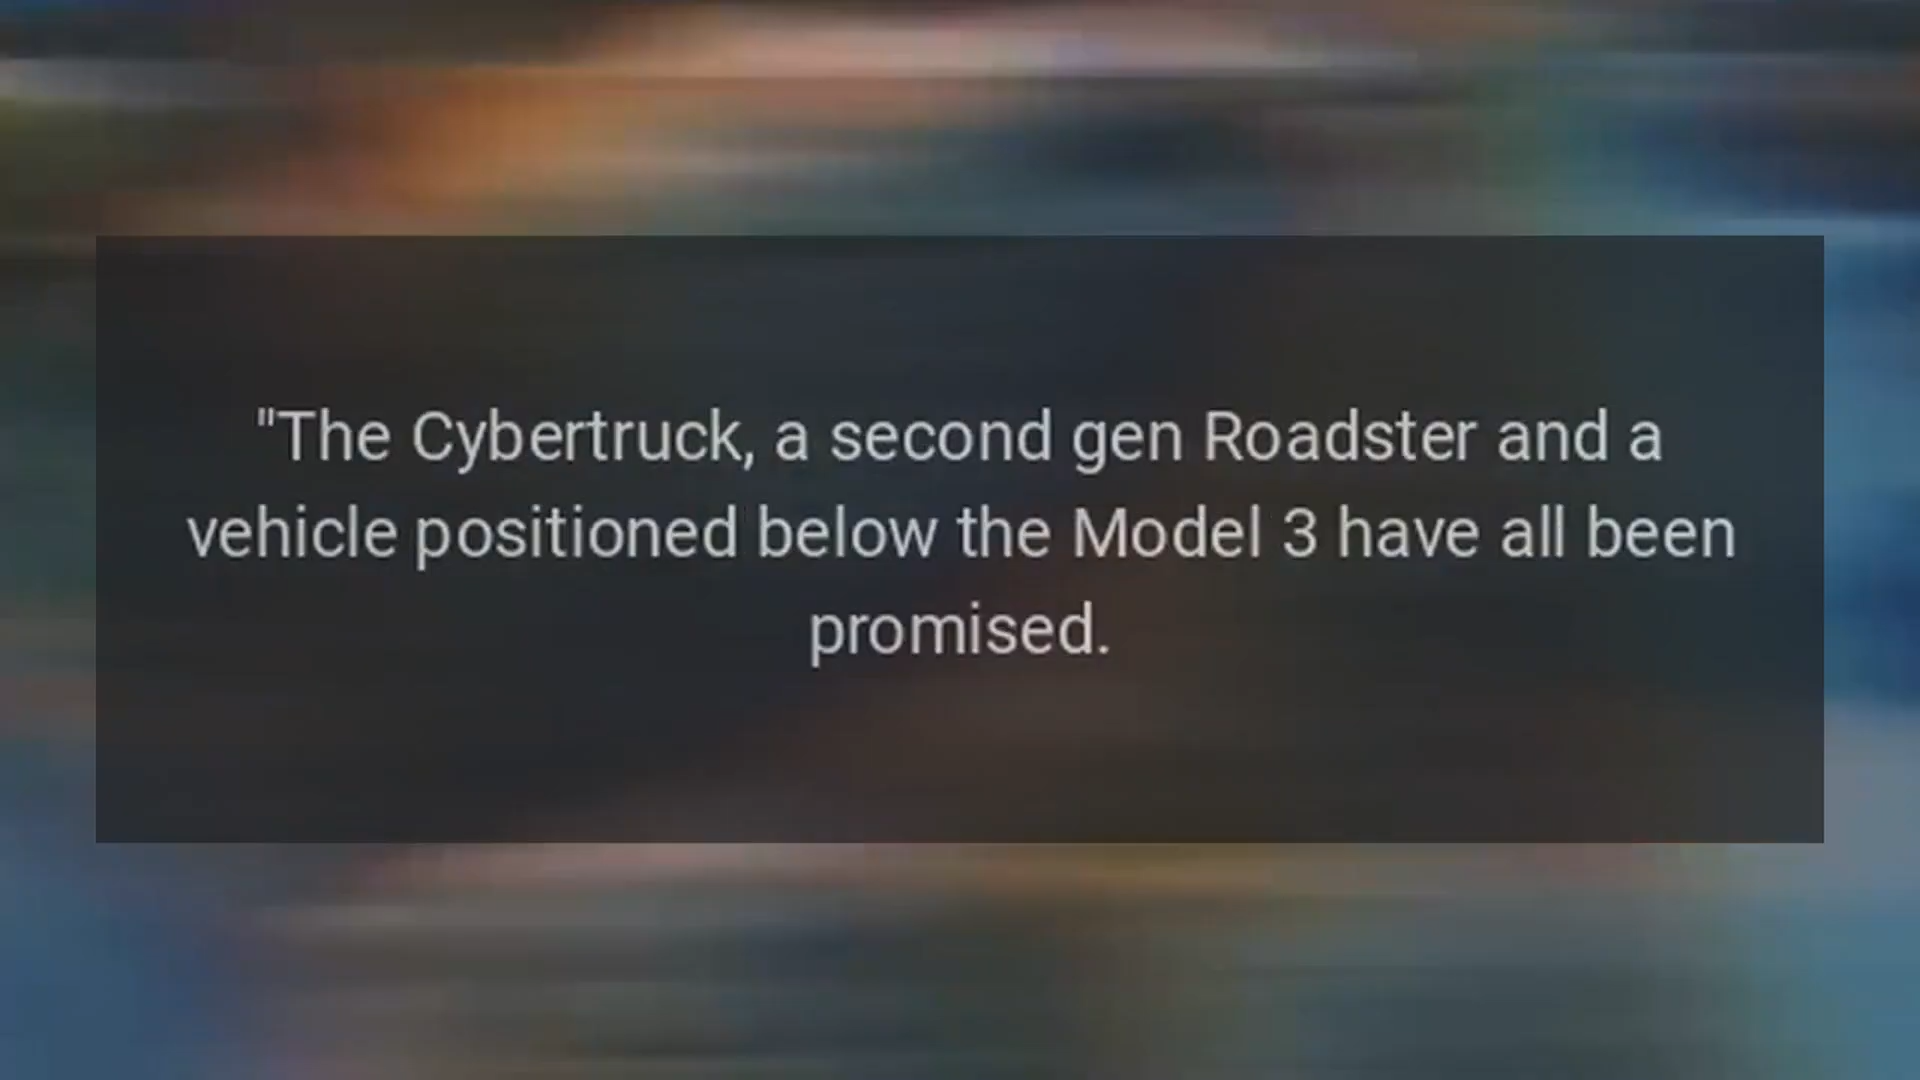 "The Cybertruck, a second gen Roadster and a
vehicle positioned below the Model 3 have all been
promised.